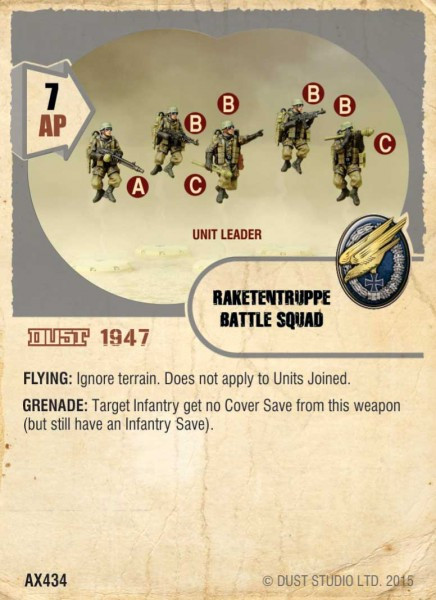 7
AP
B
B
B
B
A
C
C
UNIT LEADER
RAKETENTRUPPE
BATTLE SQUAD
DUST 1947
FLYING: Ignore terrain. Does not apply to Units Joined.
GRENADE: Target Infantry get no Cover Save from this weapon
(but still have an Infantry Save).
AX434
© DUST STUDIO LTD. 2015